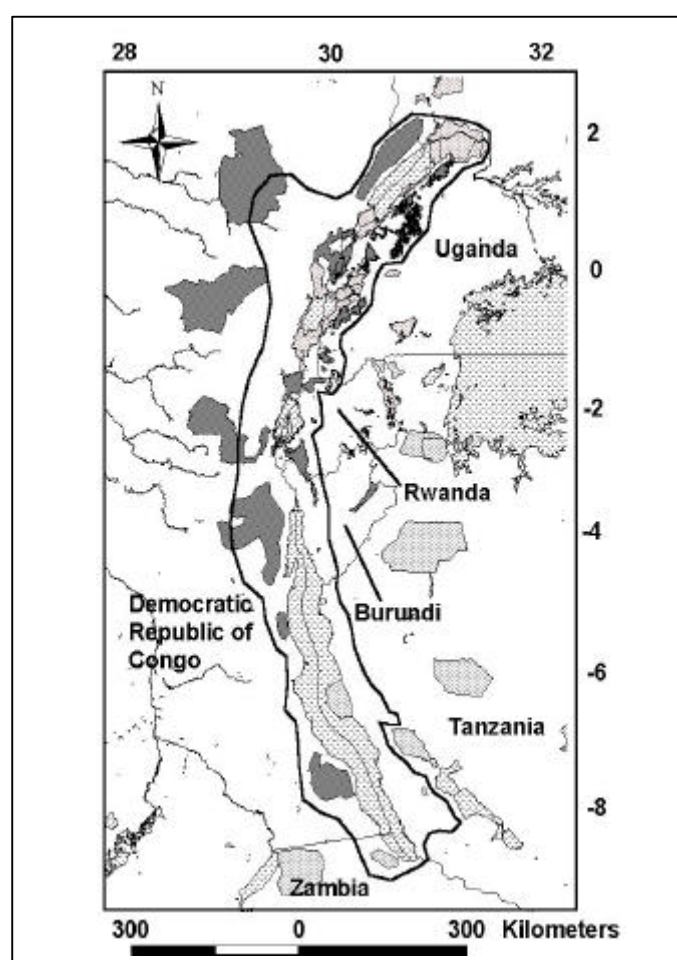 28 30 32
N
2
Uganda
0
-2
Rwanda
-4
Democratic
Republic of
Congo
Burundi
-6
Tanzania
-8
Zambia
300 0 300 Kilometers